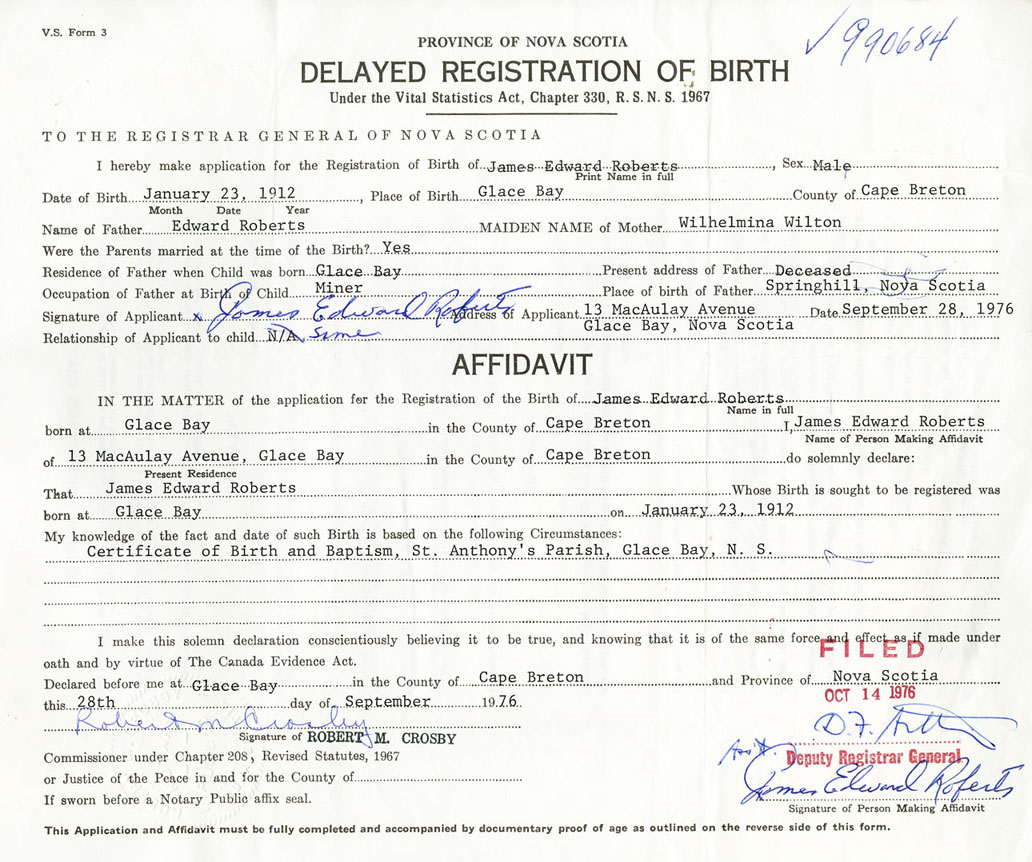 V.S. Form 3
✓990684
PROVINCE OF NOVA SCOTIA
DELAYED REGISTRATION OF BIRTH
Under the Vital Statistics Act, Chapter 330, R.S.N.S. 1967
TO THE REGISTRAR GENERAL OF NOVA SCOTIA
I hereby make application for the Registration of Birth of James Edward Roberts, Sex Male
Print Name in full
Date of Birth January 23, 1912, Place of Birth Glace Bay County of Cape Breton
Month Date Year
Name of Father Edward Roberts MAIDEN NAME of Mother Wilhelmina Wilton
Were the Parents married at the time of the Birth? Yes
Residence of Father when Child was born Glace Bay Present address of Father Deceased
Occupation of Father at Birth of Child Miner Place of birth of Father Springhill, Nova Scotia
Signature of Applicant x James Edward Roberts Address of Applicant 13 MacAulay Avenue Date September 28, 1976
Glace Bay, Nova Scotia
Relationship of Applicant to child N/A
AFFIDAVIT
IN THE MATTER of the application for the Registration of the Birth of James Edward Roberts
Name in full
born at Glace Bay in the County of Cape Breton I, James Edward Roberts
Name of Person Making Affidavit
of 13 MacAulay Avenue, Glace Bay in the County of Cape Breton do solemnly declare:
Present Residence
That James Edward Roberts Whose Birth is sought to be registered was
born at Glace Bay on January 23, 1912
My knowledge of the fact and date of such Birth is based on the following Circumstances:
Certificate of Birth and Baptism, St. Anthony's Parish, Glace Bay, N. S.
I make this solemn declaration conscientiously believing it to be true, and knowing that it is of the same force and effect as if made under
oath and by virtue of The Canada Evidence Act.
FILED
Declared before me at Glace Bay in the County of Cape Breton and Province of Nova Scotia
OCT 14 1976
this 28th day of September 1976.
Robert M Crosby
Signature of ROBERT M. CROSBY
Commissioner under Chapter 208, Revised Statutes, 1967
Deputy Registrar General
or Justice of the Peace in and for the County of
James Edward Roberts
If sworn before a Notary Public affix seal.
Signature of Person Making Affidavit
This Application and Affidavit must be fully completed and accompanied by documentary proof of age as outlined on the reverse side of this form.